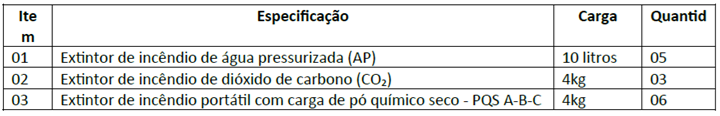 Ite
m Especificação Carga Quantid
01 Extintor de incêndio de água pressurizada (AP) 10 litros 05
02 Extintor de incêndio de dióxido de carbono (CO₂) 4kg 03
03 Extintor de incêndio portátil com carga de pó químico seco - PQS A-B-C 4kg 06